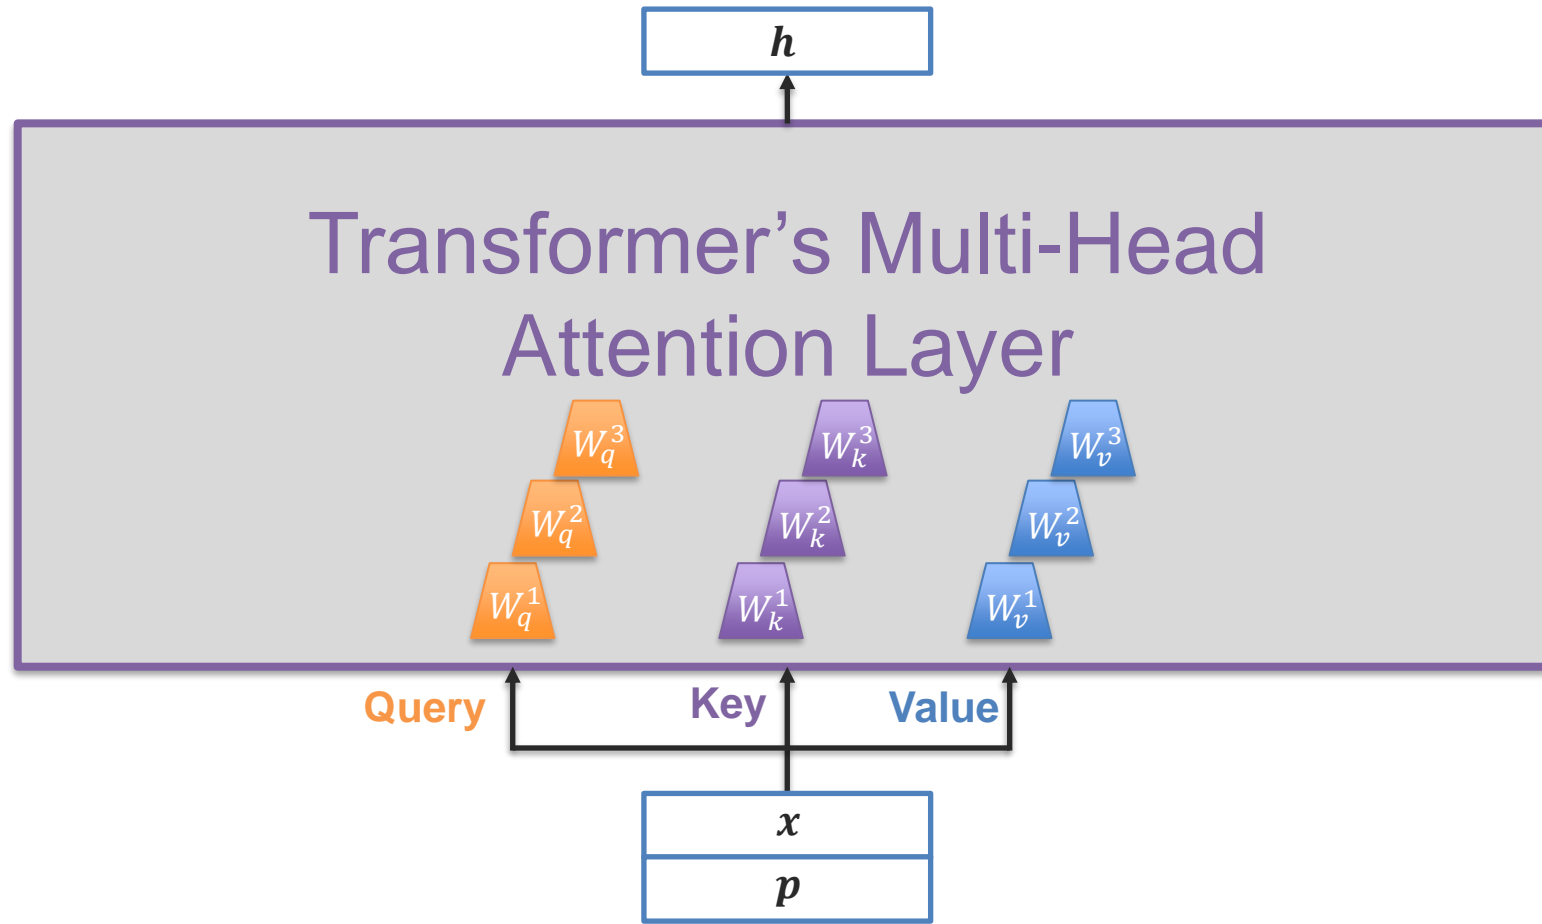 h
Transformer’s Multi-Head
Attention Layer
W_q^3 W_k^3 W_v^3
W_q^2 W_k^2 W_v^2
W_q^1 W_k^1 W_v^1
Query Key Value
x
p